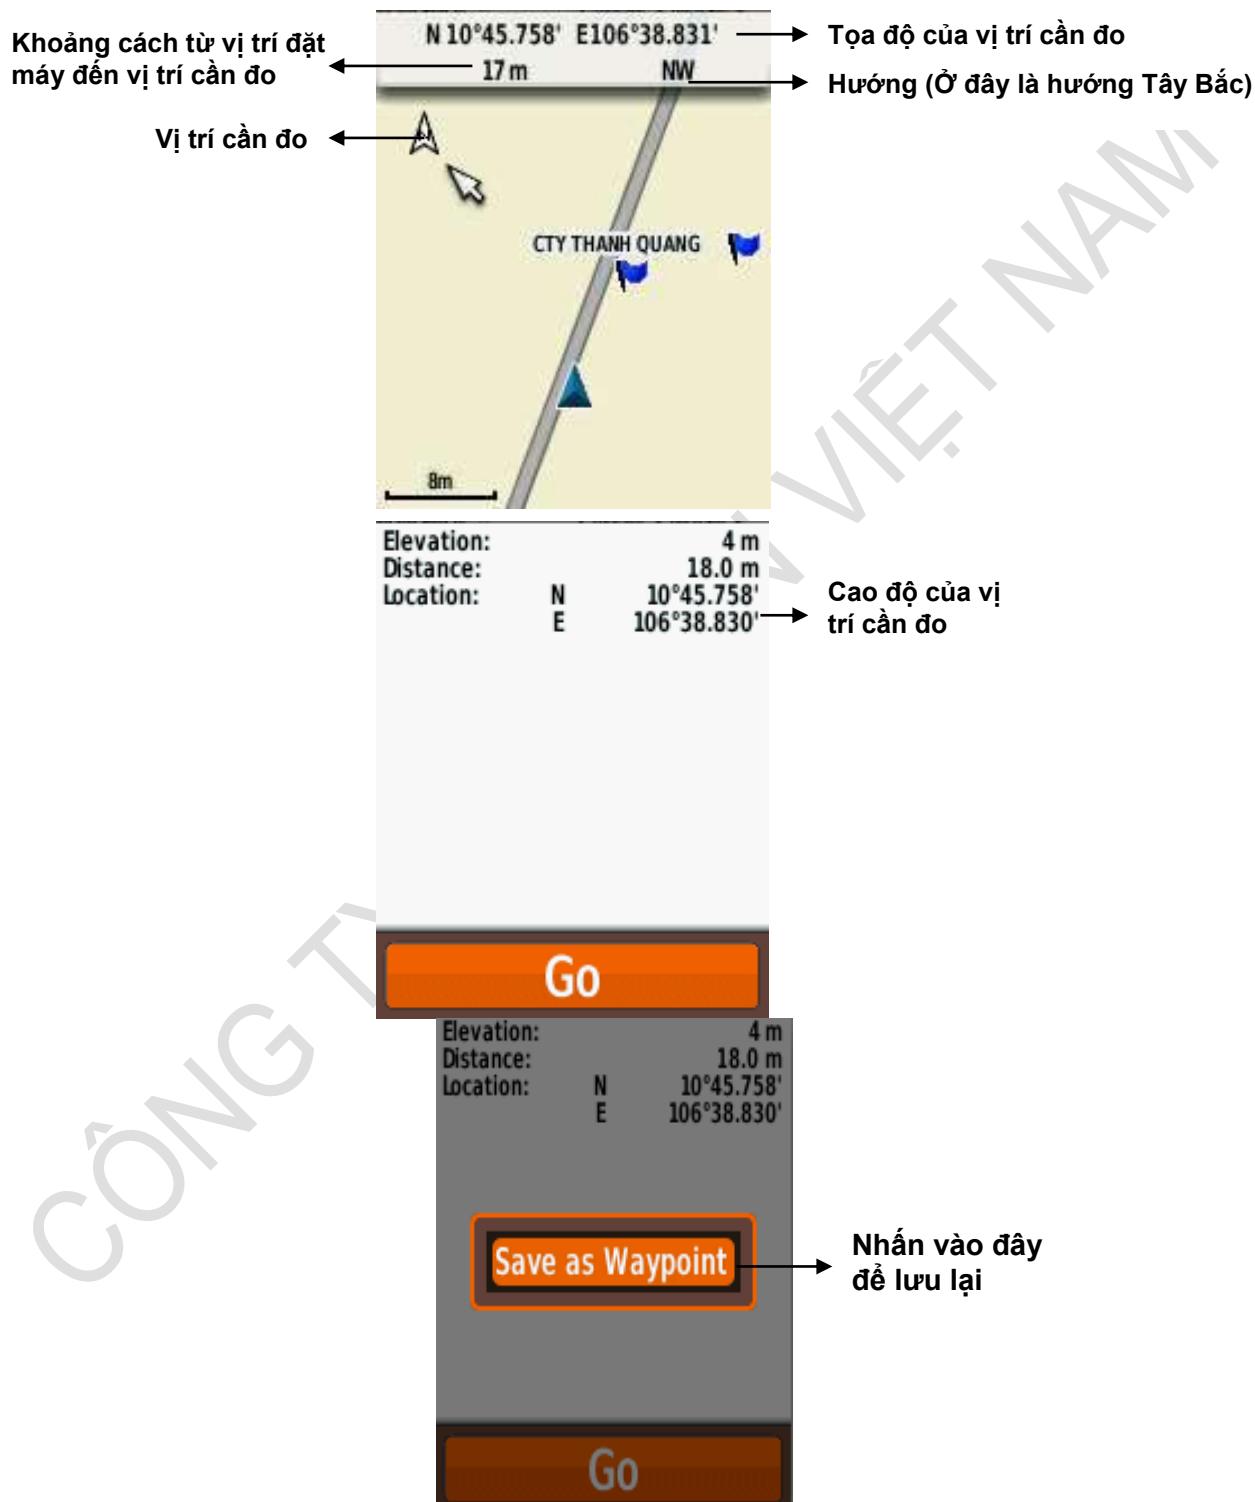 N 10°45.758' E106°38.831'
Tọa độ của vị trí cần đo
Khoảng cách từ vị trí đặt
máy đến vị trí cần đo
17 m
NW
Hướng (Ở đây là hướng Tây Bắc)
Vị trí cần đo
CTY THANH QUANG
8m
Elevation: 4 m
Distance: 18.0 m
Location: N 10°45.758'
E 106°38.830'
Cao độ của vị
trí cần đo
Go
Elevation: 4 m
Distance: 18.0 m
Location: N 10°45.758'
E 106°38.830'
Save as Waypoint
Nhấn vào đây
để lưu lại
Go
CÔNG VIỆT NAM